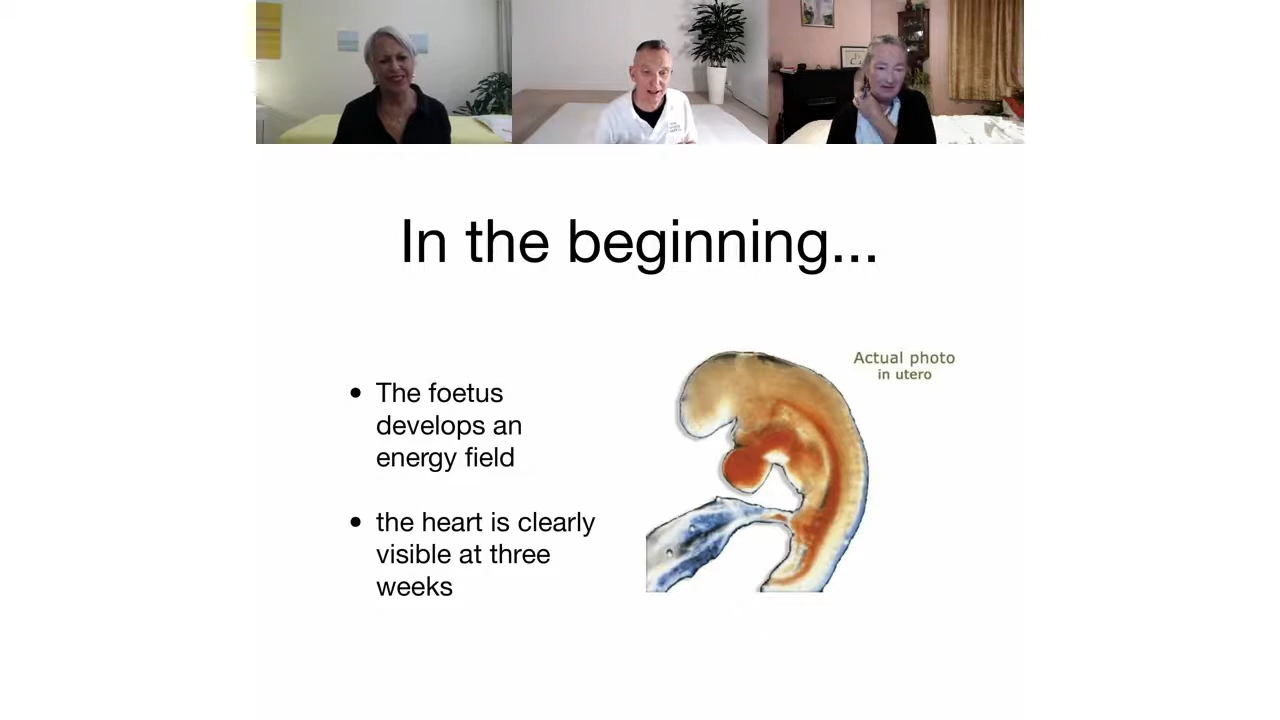 In the beginning...
Actual photo
in utero
• The foetus
develops an
energy field
• the heart is clearly
visible at three
weeks